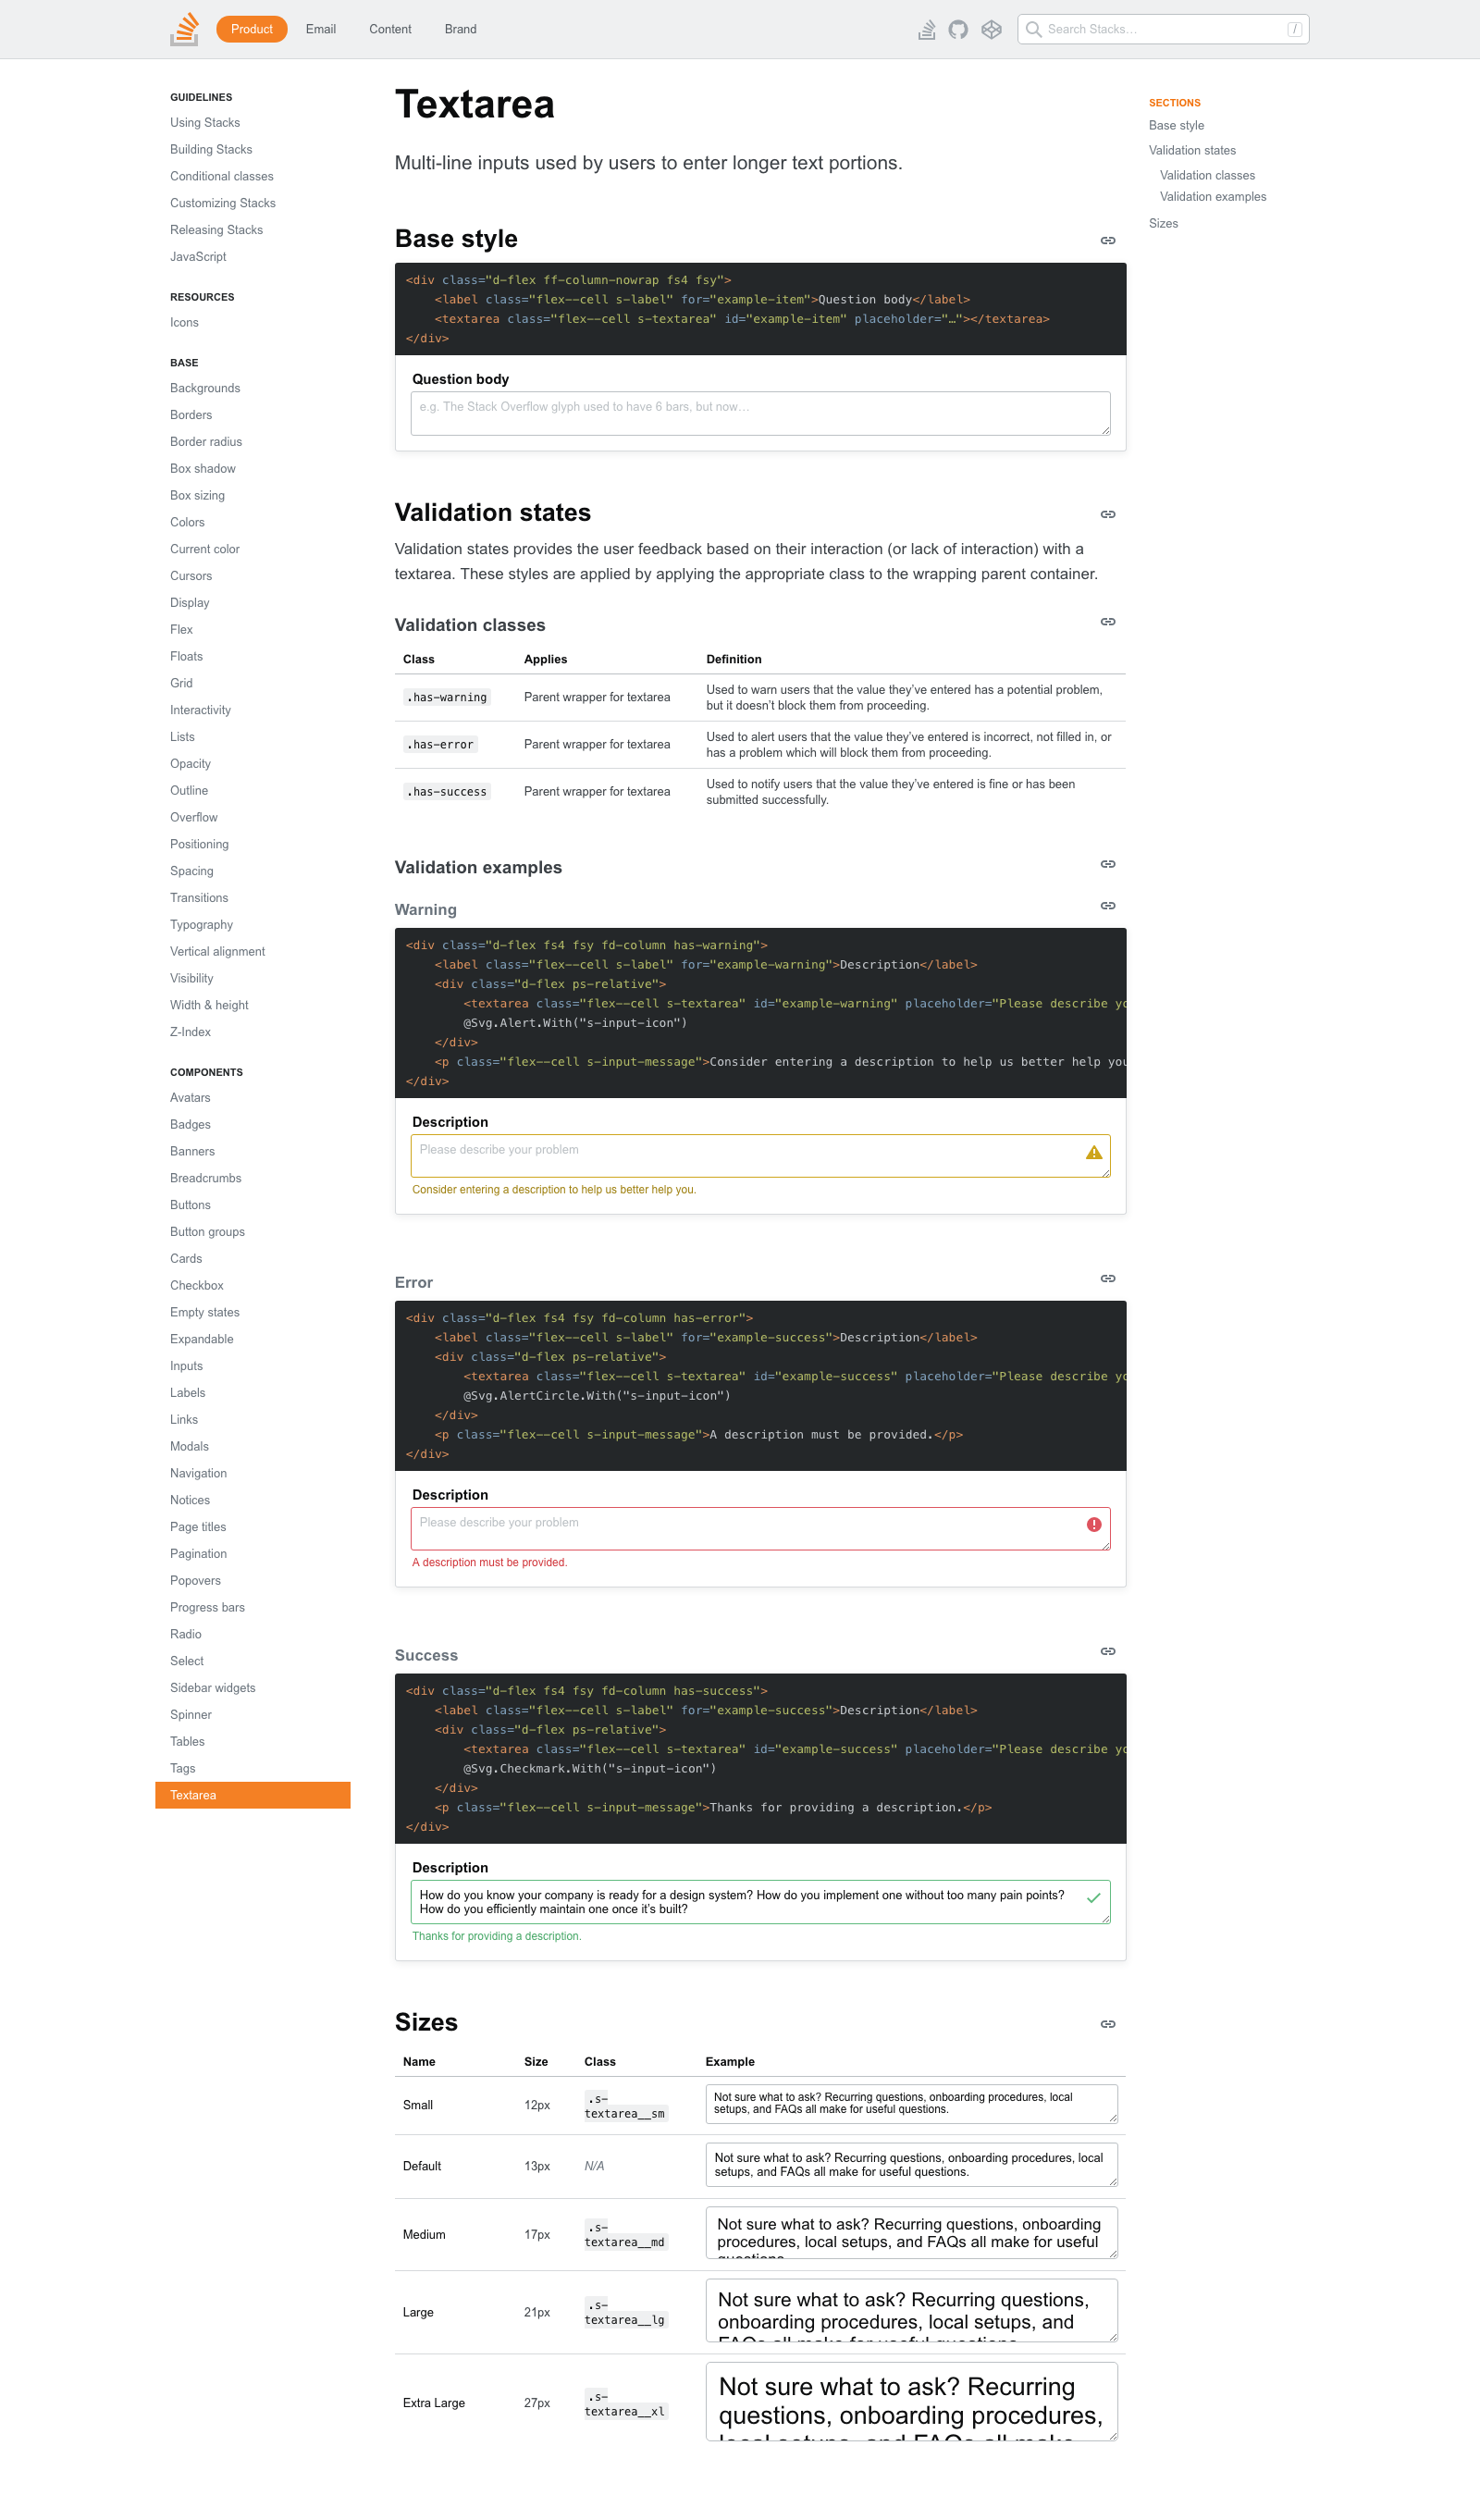 Product
Email
Content
Brand
Search Stacks…
/
GUIDELINES
Using Stacks
Building Stacks
Conditional classes
Customizing Stacks
Releasing Stacks
JavaScript
RESOURCES
Icons
BASE
Backgrounds
Borders
Border radius
Box shadow
Box sizing
Colors
Current color
Cursors
Display
Flex
Floats
Grid
Interactivity
Lists
Opacity
Outline
Overflow
Positioning
Spacing
Transitions
Typography
Vertical alignment
Visibility
Width & height
Z-Index
COMPONENTS
Avatars
Badges
Banners
Breadcrumbs
Buttons
Button groups
Cards
Checkbox
Empty states
Expandable
Inputs
Labels
Links
Modals
Navigation
Notices
Page titles
Pagination
Popovers
Progress bars
Radio
Select
Sidebar widgets
Spinner
Tables
Tags
Textarea
Textarea
Multi-line inputs used by users to enter longer text portions.
Base style
<div class="d-flex ff-column-nowrap fs4 fsy">
<label class="flex--cell s-label" for="example-item">Question body</label>
<textarea class="flex--cell s-textarea" id="example-item" placeholder="…"></textarea>
</div>
Question body
e.g. The Stack Overflow glyph used to have 6 bars, but now…
Validation states
Validation states provides the user feedback based on their interaction (or lack of interaction) with a
textarea. These styles are applied by applying the appropriate class to the wrapping parent container.
Validation classes
Class Applies Definition
.has-warning Parent wrapper for textarea Used to warn users that the value they’ve entered has a potential problem,
but it doesn’t block them from proceeding.
.has-error Parent wrapper for textarea Used to alert users that the value they’ve entered is incorrect, not filled in, or
has a problem which will block them from proceeding.
.has-success Parent wrapper for textarea Used to notify users that the value they’ve entered is fine or has been
submitted successfully.
Validation examples
Warning
<div class="d-flex fs4 fsy fd-column has-warning">
<label class="flex--cell s-label" for="example-warning">Description</label>
<div class="d-flex ps-relative">
<textarea class="flex--cell s-textarea" id="example-warning" placeholder="Please describe yo
@Svg.Alert.With("s-input-icon")
</div>
<p class="flex--cell s-input-message">Consider entering a description to help us better help you
</div>
Description
Please describe your problem
Consider entering a description to help us better help you.
Error
<div class="d-flex fs4 fsy fd-column has-error">
<label class="flex--cell s-label" for="example-success">Description</label>
<div class="d-flex ps-relative">
<textarea class="flex--cell s-textarea" id="example-success" placeholder="Please describe yo
@Svg.AlertCircle.With("s-input-icon")
</div>
<p class="flex--cell s-input-message">A description must be provided.</p>
</div>
Description
Please describe your problem
A description must be provided.
Success
<div class="d-flex fs4 fsy fd-column has-success">
<label class="flex--cell s-label" for="example-success">Description</label>
<div class="d-flex ps-relative">
<textarea class="flex--cell s-textarea" id="example-success" placeholder="Please describe yo
@Svg.Checkmark.With("s-input-icon")
</div>
<p class="flex--cell s-input-message">Thanks for providing a description.</p>
</div>
Description
How do you know your company is ready for a design system? How do you implement one without too many pain points?
How do you efficiently maintain one once it’s built?
Thanks for providing a description.
Sizes
Name Size Class Example
Small 12px .s-
textarea__sm
Not sure what to ask? Recurring questions, onboarding procedures, local
setups, and FAQs all make for useful questions.
Default 13px N/A
Not sure what to ask? Recurring questions, onboarding procedures, local
setups, and FAQs all make for useful questions.
Medium 17px .s-
textarea__md
Not sure what to ask? Recurring questions, onboarding
procedures, local setups, and FAQs all make for useful
questions.
Large 21px .s-
textarea__lg
Not sure what to ask? Recurring questions,
onboarding procedures, local setups, and
FAQs all make for useful questions.
Extra Large 27px .s-
textarea__xl
Not sure what to ask? Recurring
questions, onboarding procedures,
local setups, and FAQs all make
SECTIONS
Base style
Validation states
Validation classes
Validation examples
Sizes